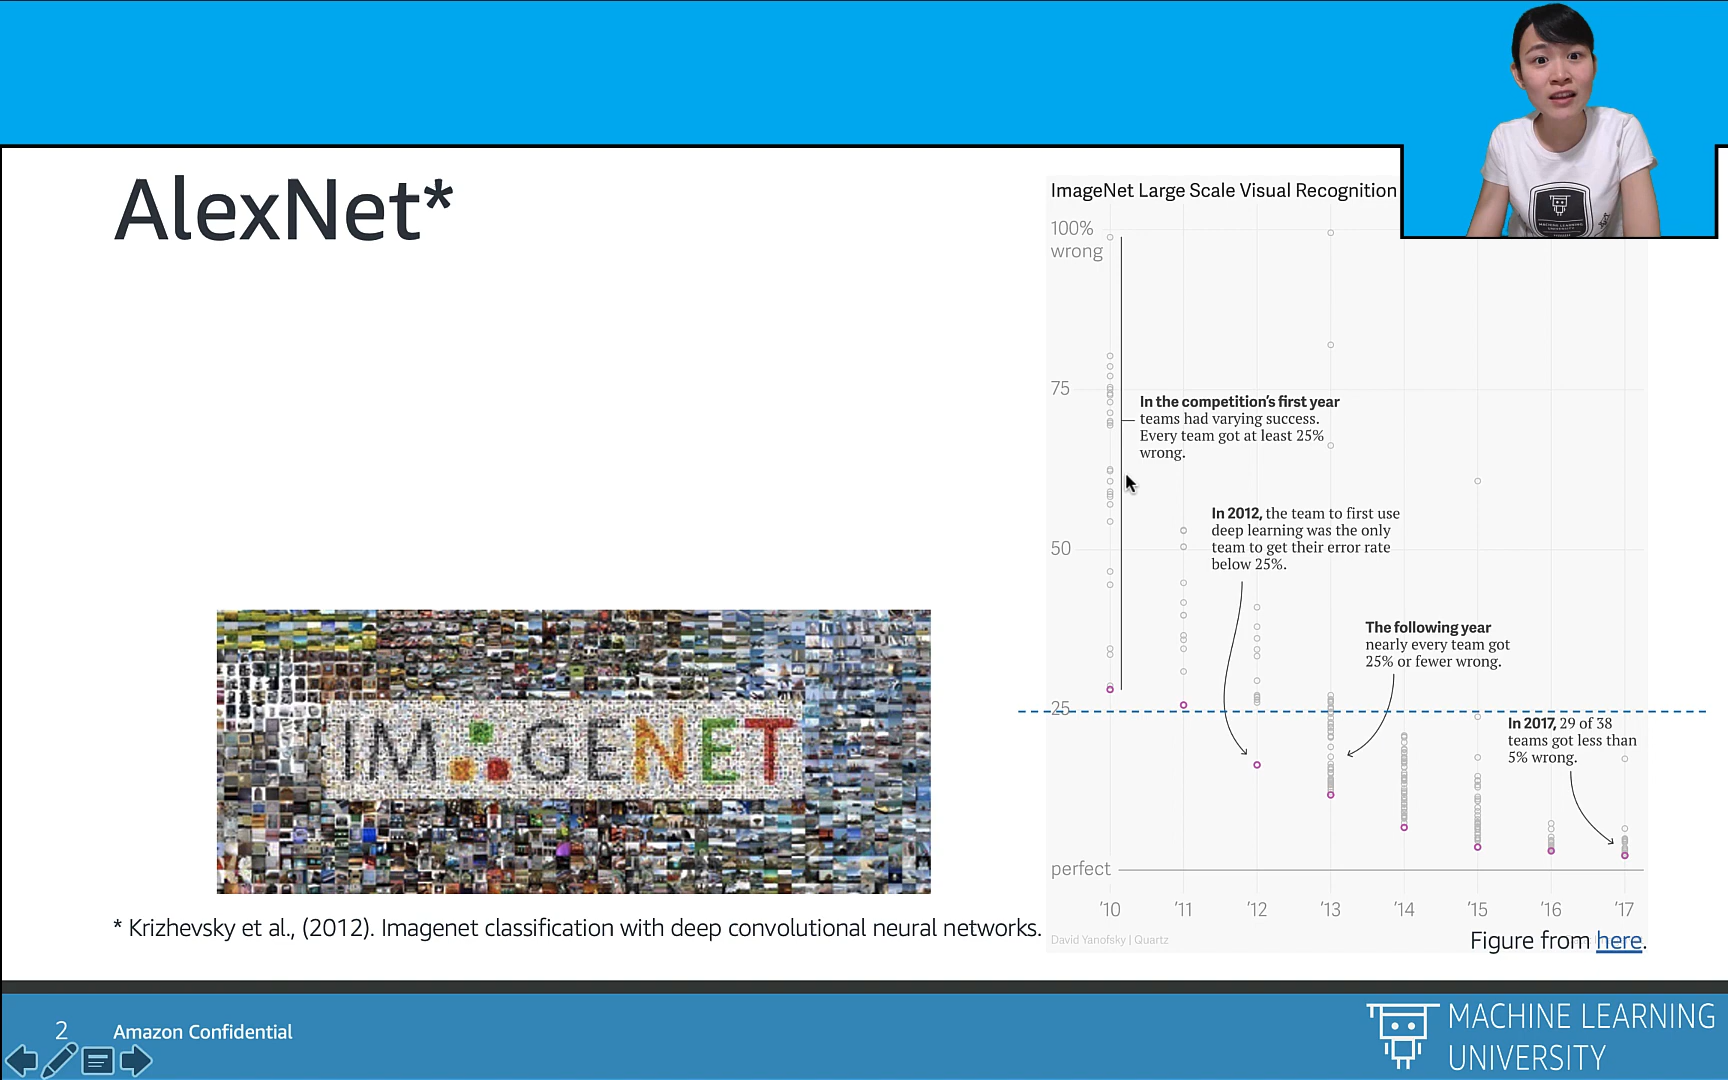 AlexNet*
ImageNet Large Scale Visual Recognition
100%
wrong
75
In the competition's first year
teams had varying success.
Every team got at least 25%
wrong.
In 2012, the team to first use
deep learning was the only
team to get their error rate
below 25%.
50
The following year
nearly every team got
25% or fewer wrong.
25
In 2017, 29 of 38
teams got less than
5% wrong.
perfect
'10 '11 '12 '13 '14 '15 '16 '17
David Yanofsky | Quartz
Figure from here.
IMAGENET
* Krizhevsky et al., (2012). Imagenet classification with deep convolutional neural networks.
2 Amazon Confidential
MACHINE LEARNING
UNIVERSITY
MACHINE LEARNING
UNIVERSITY